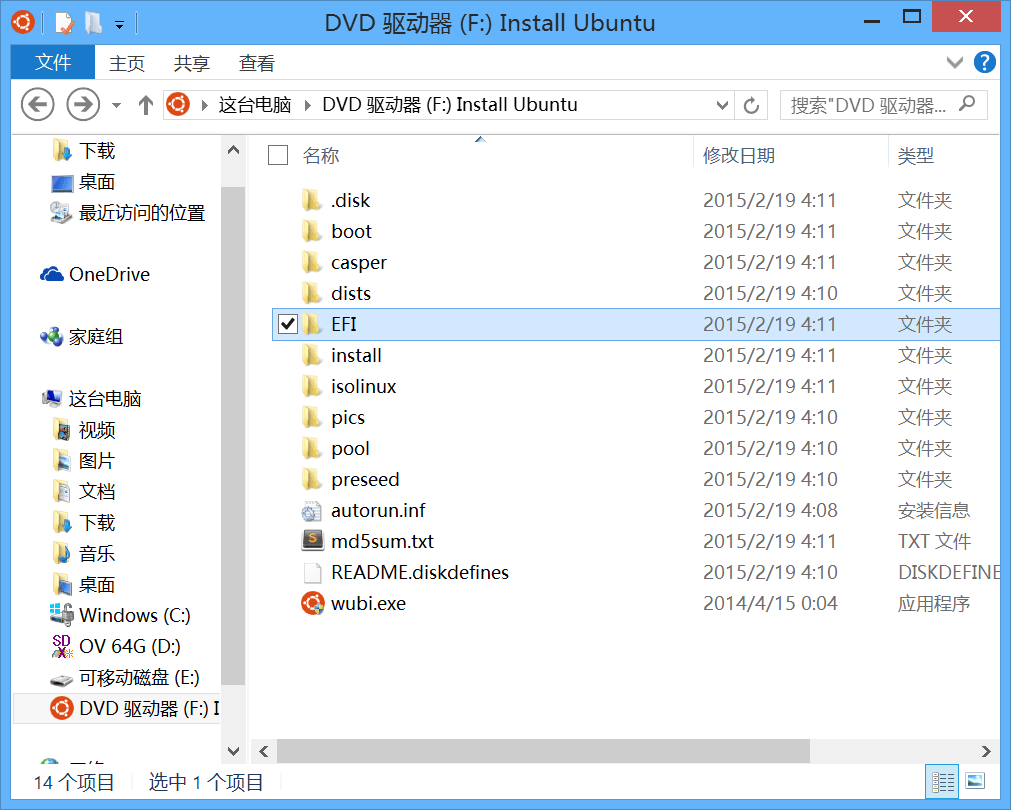 DVD 驱动器 (F:) Install Ubuntu
文件 主页 共享 查看
这台电脑 DVD 驱动器 (F:) Install Ubuntu 搜索"DVD 驱动器...
下载
桌面
最近访问的位置
OneDrive
家庭组
这台电脑
视频
图片
文档
下载
音乐
桌面
Windows (C:)
OV 64G (D:)
可移动磁盘 (E:)
DVD 驱动器 (F:) I
名称 修改日期 类型
.disk 2015/2/19 4:11 文件夹
boot 2015/2/19 4:11 文件夹
casper 2015/2/19 4:11 文件夹
dists 2015/2/19 4:10 文件夹
EFI 2015/2/19 4:11 文件夹
install 2015/2/19 4:11 文件夹
isolinux 2015/2/19 4:11 文件夹
pics 2015/2/19 4:10 文件夹
pool 2015/2/19 4:10 文件夹
preseed 2015/2/19 4:10 文件夹
autorun.inf 2015/2/19 4:08 安装信息
md5sum.txt 2015/2/19 4:11 TXT 文件
README.diskdefines 2015/2/19 4:10 DISKDEFINE
wubi.exe 2014/4/15 0:04 应用程序
14 个项目 选中 1 个项目